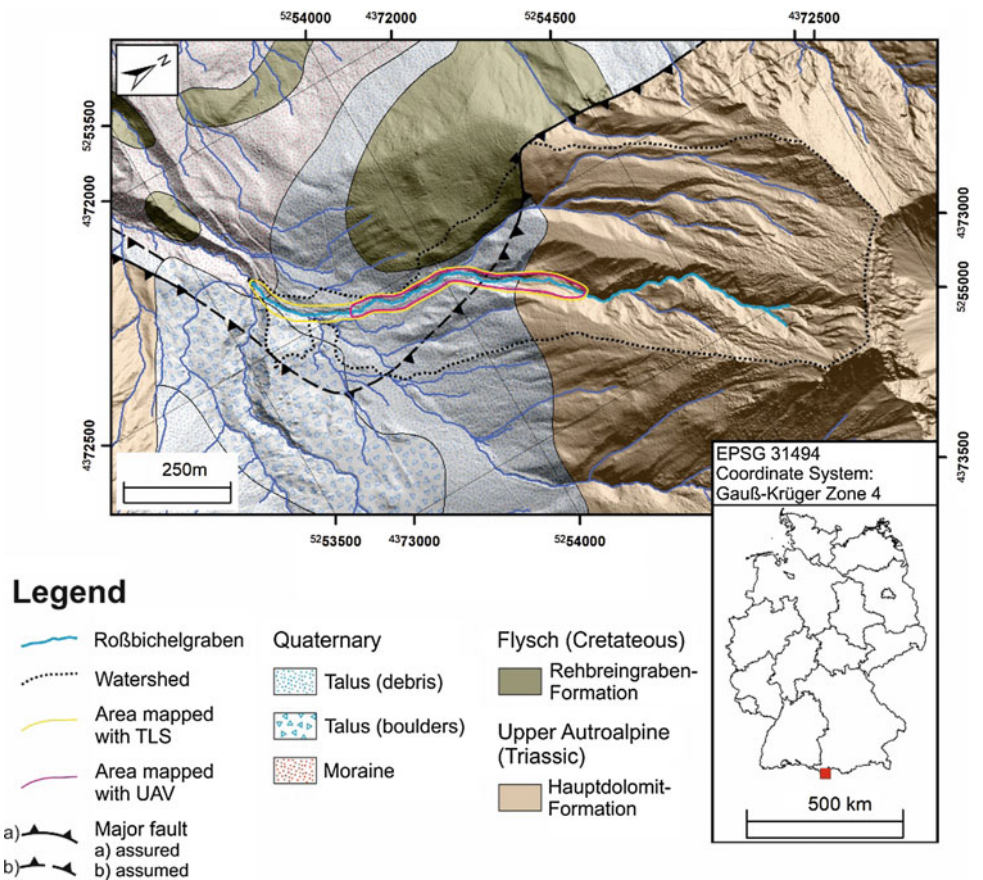 5254000 4372000 5254500 4372500
N
5253500
4372000
4372500
4373000
5255000
4373500
250m
5253500 4373000 5254000
EPSG 31494
Coordinate System:
Gauß-Krüger Zone 4
500 km
Legend
Roßbichelgraben
Watershed
Area mapped
with TLS
Area mapped
with UAV
a) Major fault
a) assured
b) b) assumed
Quaternary
Talus (debris)
Talus (boulders)
Moraine
Flysch (Cretateous)
Rehbreingraben-
Formation
Upper Autroalpine
(Triassic)
Hauptdolomit-
Formation